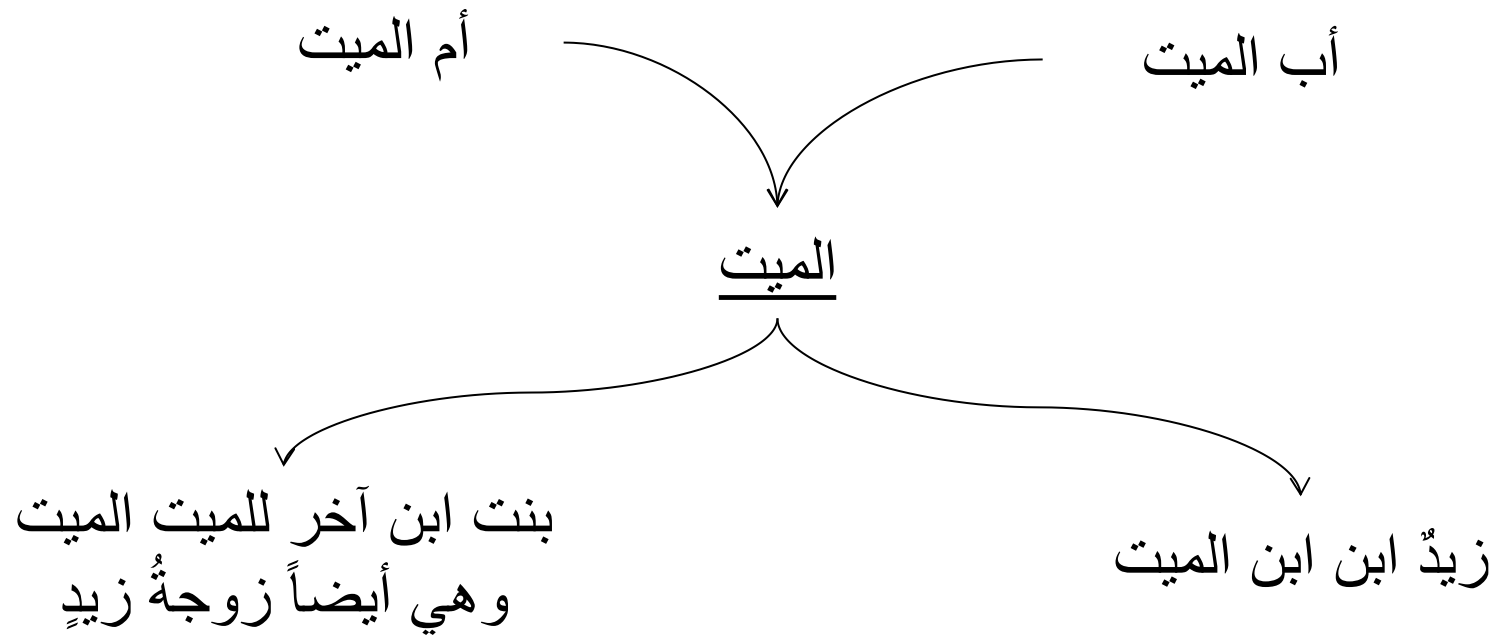 أب الميت
أم الميت
الميت
زيدٌ ابن ابن الميت
بنت ابن آخر للميت الميت
وهي أيضاً زوجةُ زيدٍ